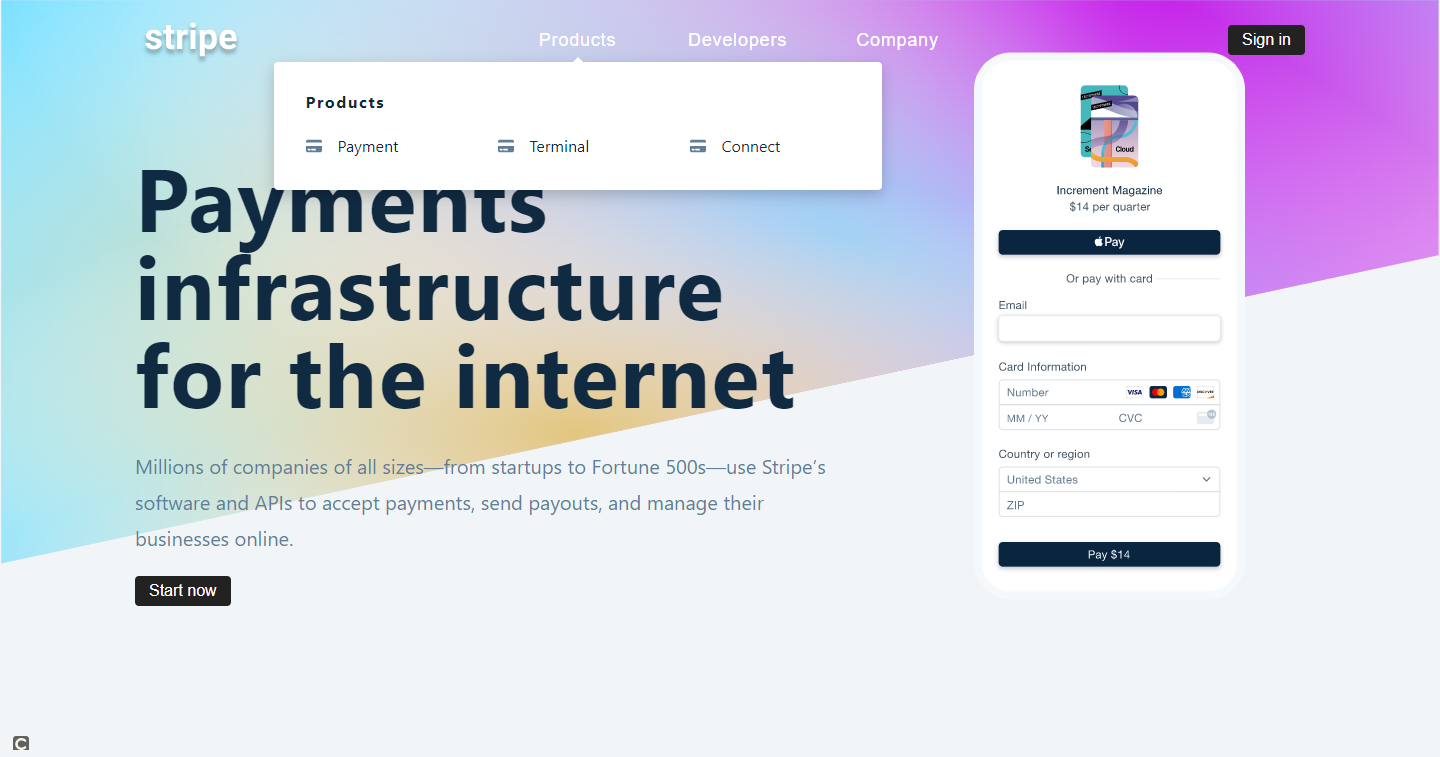 stripe
Products
Developers
Company
Sign in
Products
Payment
Terminal
Connect
Payments
infrastructure
for the internet
Millions of companies of all sizes—from startups to Fortune 500s—use Stripe’s
software and APIs to accept payments, send payouts, and manage their
businesses online.
Start now
Cloud
Increment Magazine
$14 per quarter
Pay
Or pay with card
Email
Card Information
Number
VISA
DISCOVER
MM / YY
CVC
Country or region
United States
ZIP
Pay $14